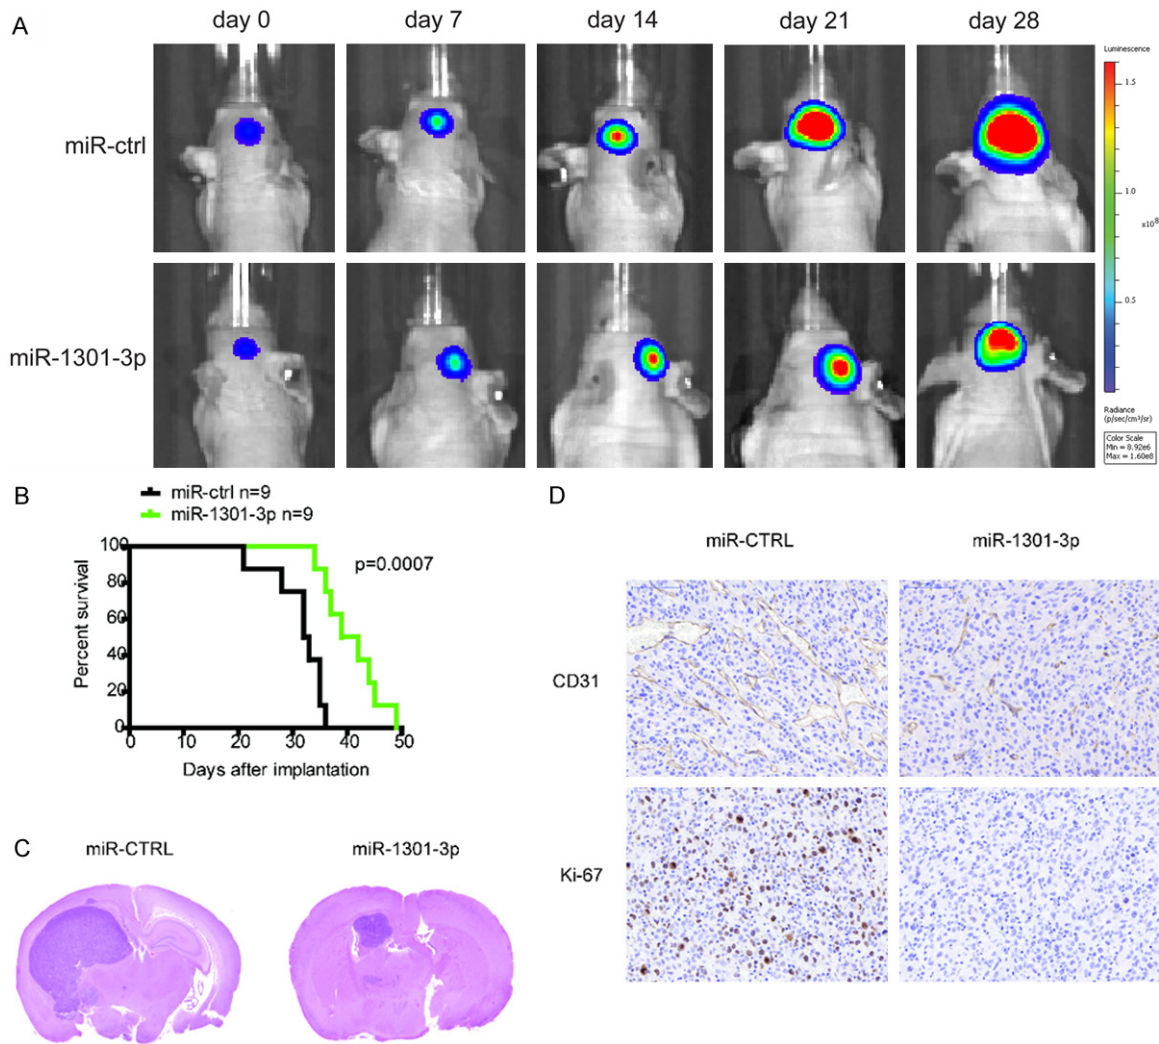 A
day 0
day 7
day 14
day 21
day 28
miR-ctrl
miR-1301-3p
Luminescence
1.5
1.0
x10⁸
0.5
Radiance
(p/sec/cm²/sr)
Color Scale
Min = 8.92e6
Max = 1.60e8
B
miR-ctrl n=9
miR-1301-3p n=9
p=0.0007
Percent survival
100
80
60
40
20
0
0 10 20 30 40 50
Days after implantation
C
miR-CTRL
miR-1301-3p
D
miR-CTRL
miR-1301-3p
CD31
Ki-67